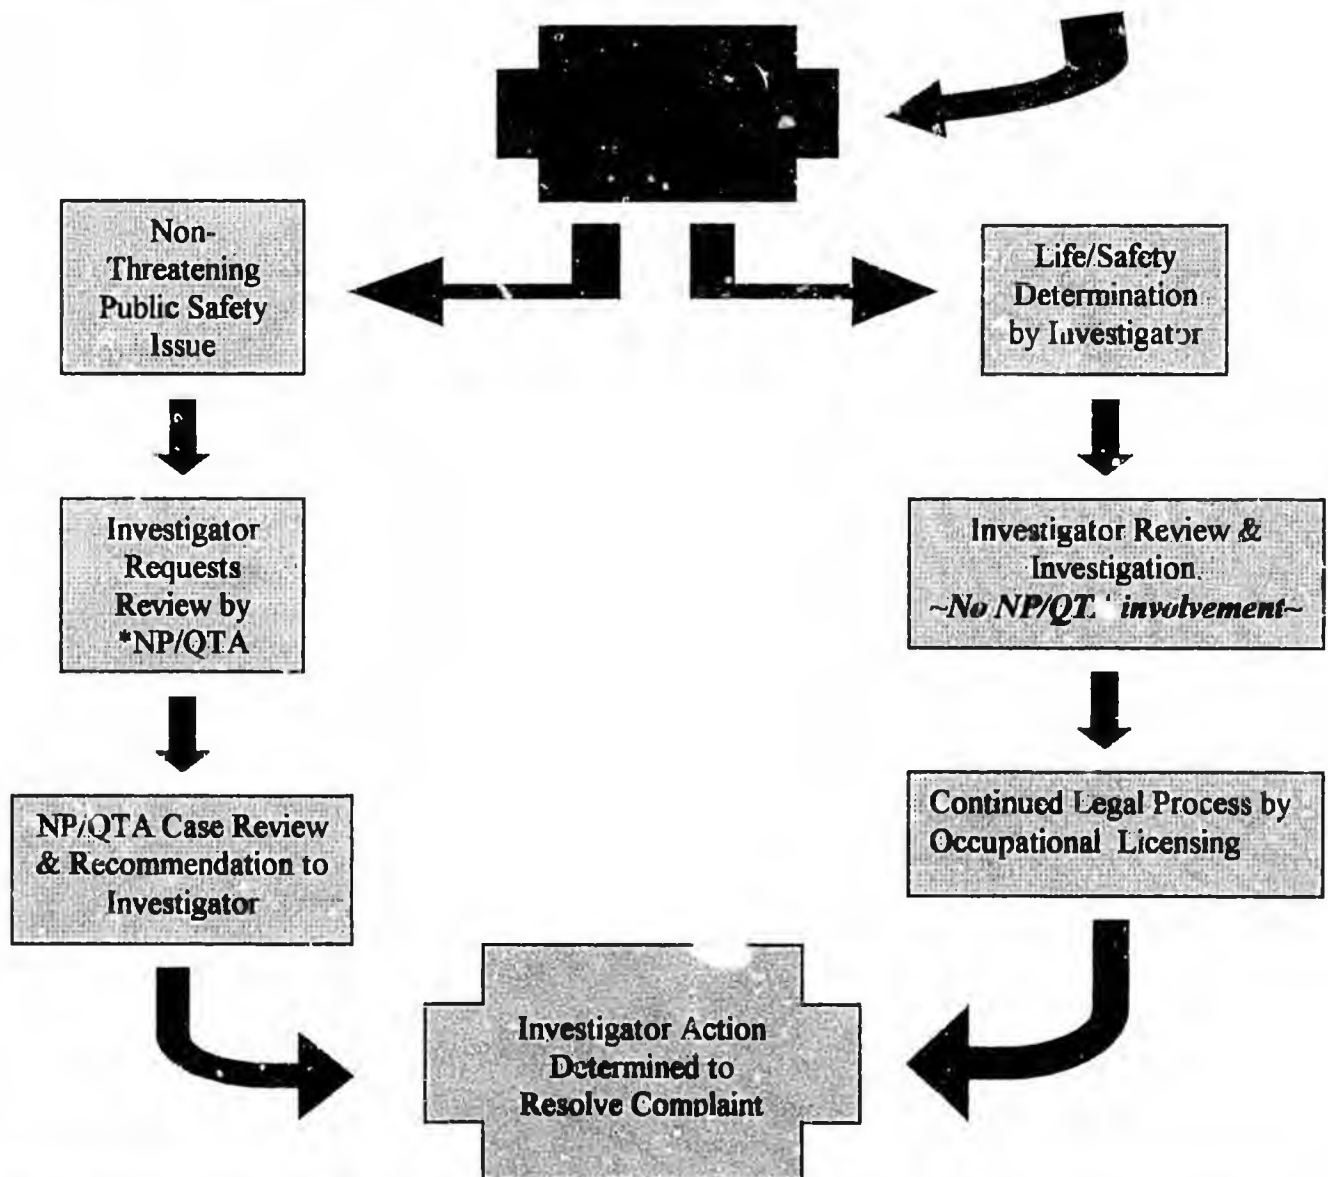 Non-
Threatening
Public Safety
Issue
Life/Safety
Determination
by Investigator
Investigator
Requests
Review by
*NP/QTA
Investigator Review &
Investigation.
~No involvement~
NP/QTA Case Review
& Recommendation to
Investigator
Continued Legal Process by
Occupational Licensing
Investigator Action
Determined to
Resolve Complaint